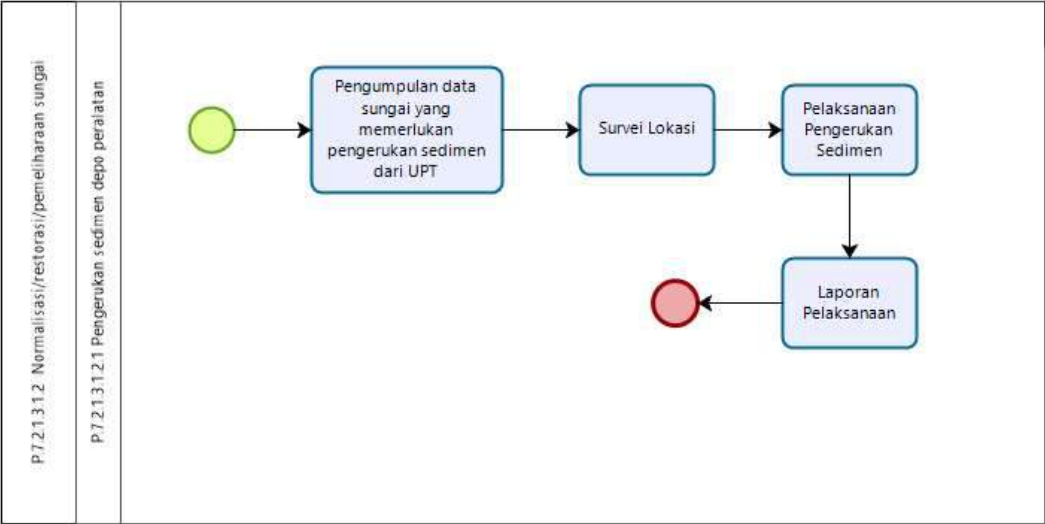 P.7.2.1.3.1.2 Normalisasi/restorasi/pemeliharaan sungai
P.7.2.1.3.1.2.1 Pengerukan sedimen depo peralatan
Pengumpulan data
sungai yang
memerlukan
pengerukan sedimen
dari UPT
Survei Lokasi
Pelaksanaan
Pengerukan
Sedimen
Laporan
Pelaksanaan